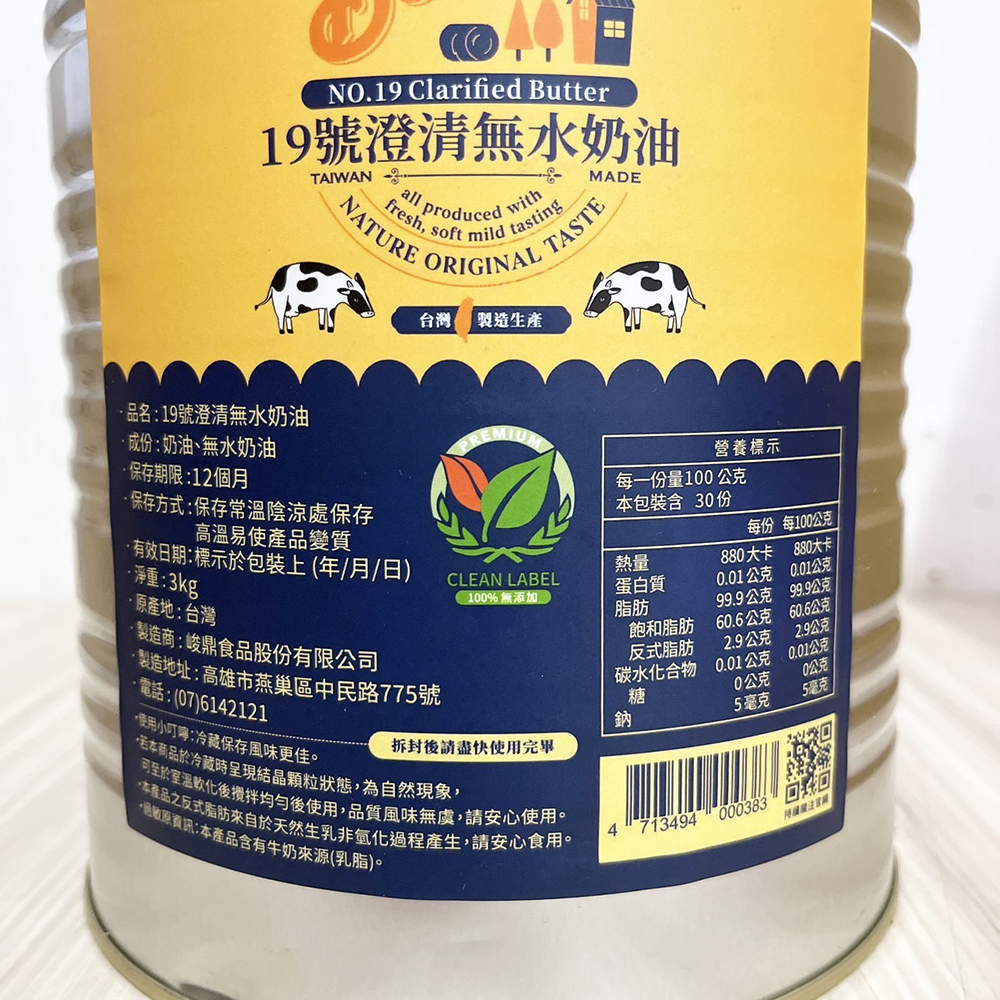 NO.19 Clarified Butter
19號澄清無水奶油
TAIWAN MADE
all produced with
fresh, soft mild tasting
NATURE ORIGINAL TASTE
台灣 製造生產
·品名:19號澄清無水奶油
·成份:奶油、無水奶油
·保存期限:12個月
·保存方式:保存常溫陰涼處保存
高溫易使產品變質
·有效日期:標示於包裝上(年/月/日)
·淨重:3kg
·原產地:台灣
·製造商:峻鼎食品股份有限公司
·製造地址:高雄市燕巢區中民路775號
·電話:(07)6142121
PREMIUM
CLEAN LABEL
100% 無添加
營養標示
每一份量100 公克
本包裝含 30 份
每份 每100公克
熱量 880 大卡 880大卡
蛋白質 0.01 公克 0.01公克
脂肪 99.9 公克 99.9公克
飽和脂肪 60.6 公克 60.6公克
反式脂肪 2.9 公克 2.9公克
碳水化合物 0.01 公克 0.01公克
糖 0 公克 0公克
鈉 5 毫克 5毫克
拆封後請盡快使用完畢
•使用小叮嚀:冷藏保存風味更佳。
•若本商品於冷藏時呈現結晶顆粒狀態,為自然現象,
可至於室溫軟化後攪拌均勻後使用,品質風味無虞,請安心使用。
•本產品之反式脂肪來自於天然生乳非氫化過程產生,請安心食用。
•過敏原資訊:本產品含有牛奶來源(乳脂)。
4 713494 000383
持續關注官網